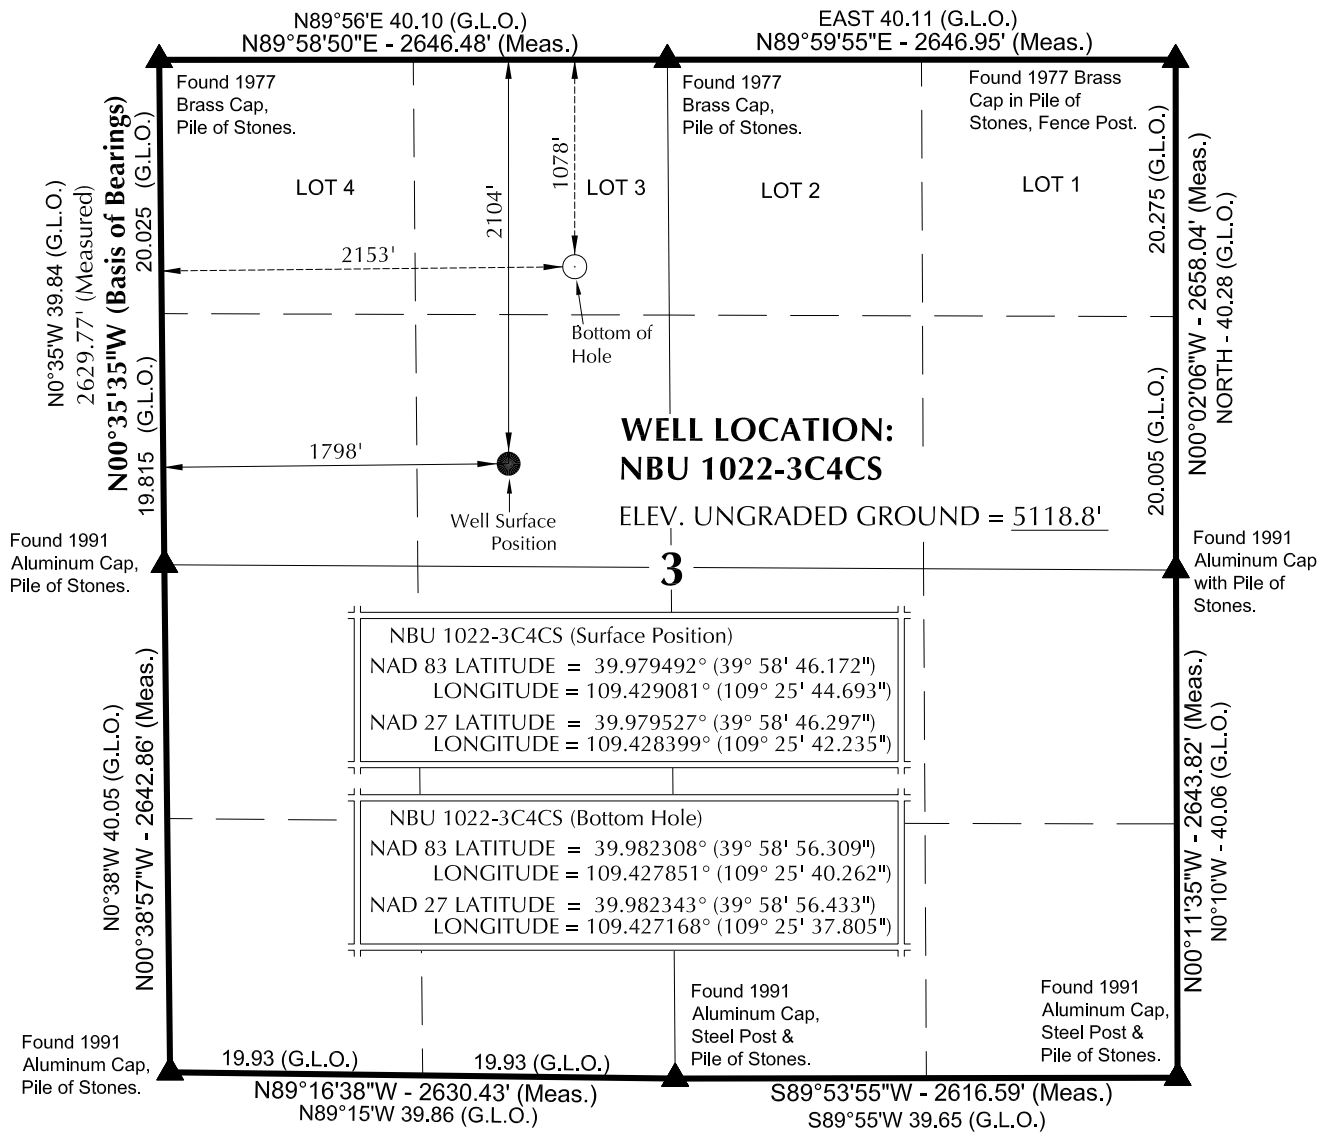 N89°56'E 40.10 (G.L.O.)
N89°58'50"E - 2646.48' (Meas.)
EAST 40.11 (G.L.O.)
N89°59'55"E - 2646.95' (Meas.)
Found 1977
Brass Cap,
Pile of Stones.
Found 1977
Brass Cap,
Pile of Stones.
Found 1977 Brass
Cap in Pile of
Stones, Fence Post.
N0°35'W 39.84 (G.L.O.)
2629.77' (Measured)
N00°35'35"W (Basis of Bearings)
20.025 (G.L.O.)
19.815 (G.L.O.)
LOT 4
2104'
1078'
LOT 3
LOT 2
LOT 1
20.275 (G.L.O.)
20.005 (G.L.O.)
N00°02'06"W - 2658.04' (Meas.)
NORTH - 40.28 (G.L.O.)
2153'
Bottom of
Hole
1798'
Well Surface
Position
WELL LOCATION:
NBU 1022-3C4CS
ELEV. UNGRADED GROUND = 5118.8'
Found 1991
Aluminum Cap,
Pile of Stones.
3
Found 1991
Aluminum Cap
with Pile of
Stones.
NBU 1022-3C4CS (Surface Position)
NAD 83 LATITUDE = 39.979492° (39° 58' 46.172")
LONGITUDE = 109.429081° (109° 25' 44.693")
NAD 27 LATITUDE = 39.979527° (39° 58' 46.297")
LONGITUDE = 109.428399° (109° 25' 42.235")
NBU 1022-3C4CS (Bottom Hole)
NAD 83 LATITUDE = 39.982308° (39° 58' 56.309")
LONGITUDE = 109.427851° (109° 25' 40.262")
NAD 27 LATITUDE = 39.982343° (39° 58' 56.433")
LONGITUDE = 109.427168° (109° 25' 37.805")
N0°38'W 40.05 (G.L.O.)
N00°38'57"W - 2642.86' (Meas.)
N00°11'35"W - 2643.82' (Meas.)
N0°10'W - 40.06 (G.L.O.)
Found 1991
Aluminum Cap,
Pile of Stones.
Found 1991
Aluminum Cap,
Steel Post &
Pile of Stones.
Found 1991
Aluminum Cap,
Steel Post &
Pile of Stones.
19.93 (G.L.O.)
19.93 (G.L.O.)
N89°16'38"W - 2630.43' (Meas.)
N89°15'W 39.86 (G.L.O.)
S89°53'55"W - 2616.59' (Meas.)
S89°55'W 39.65 (G.L.O.)